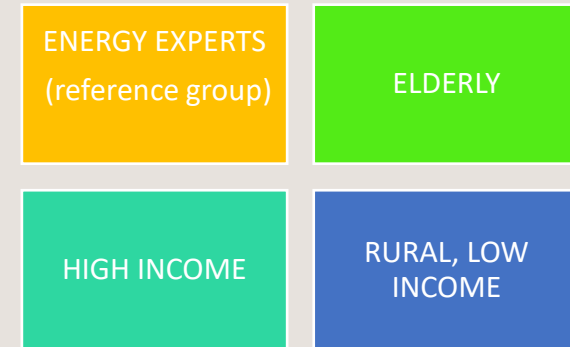 ENERGY EXPERTS
(reference group)
ELDERLY
HIGH INCOME
RURAL, LOW
INCOME